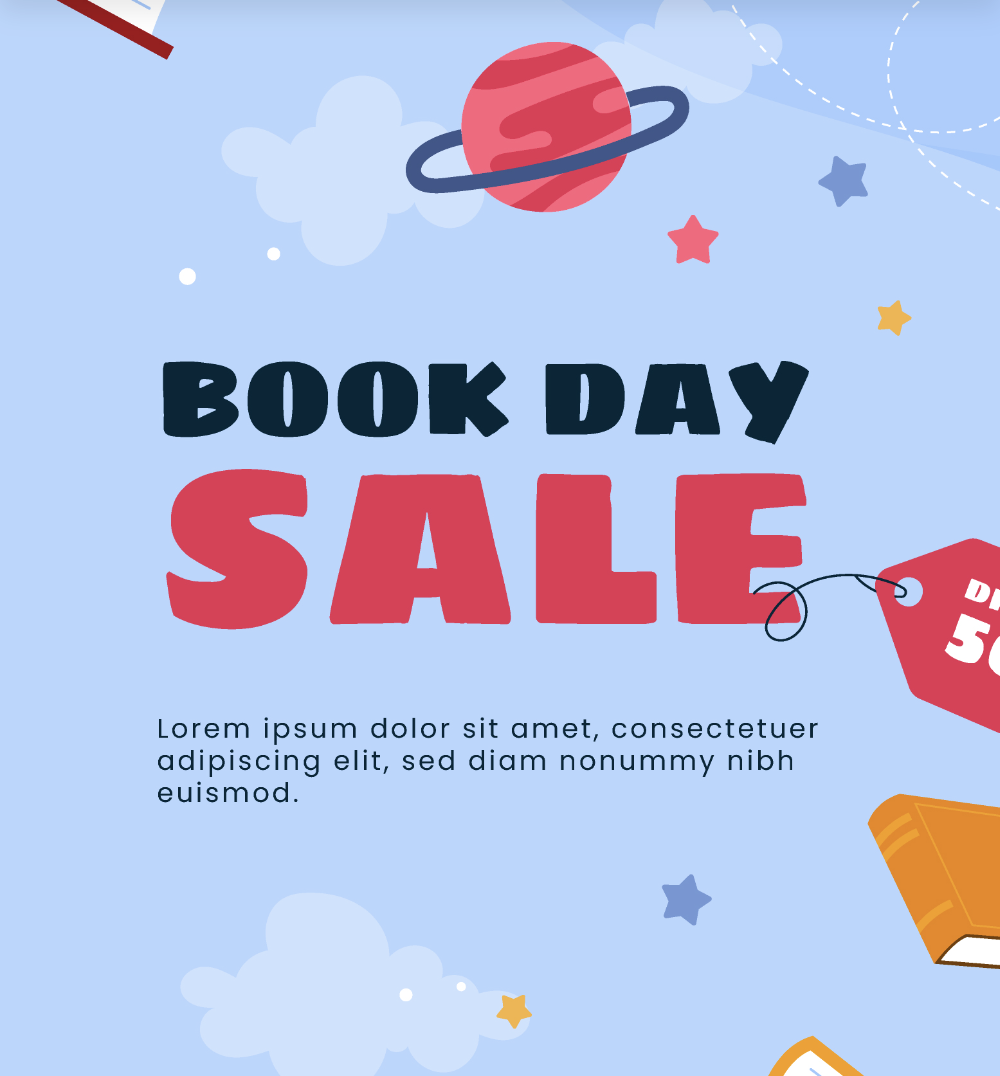 BOOK DAY
SALE
Lorem ipsum dolor sit amet, consectetuer
adipiscing elit, sed diam nonummy nibh
euismod.